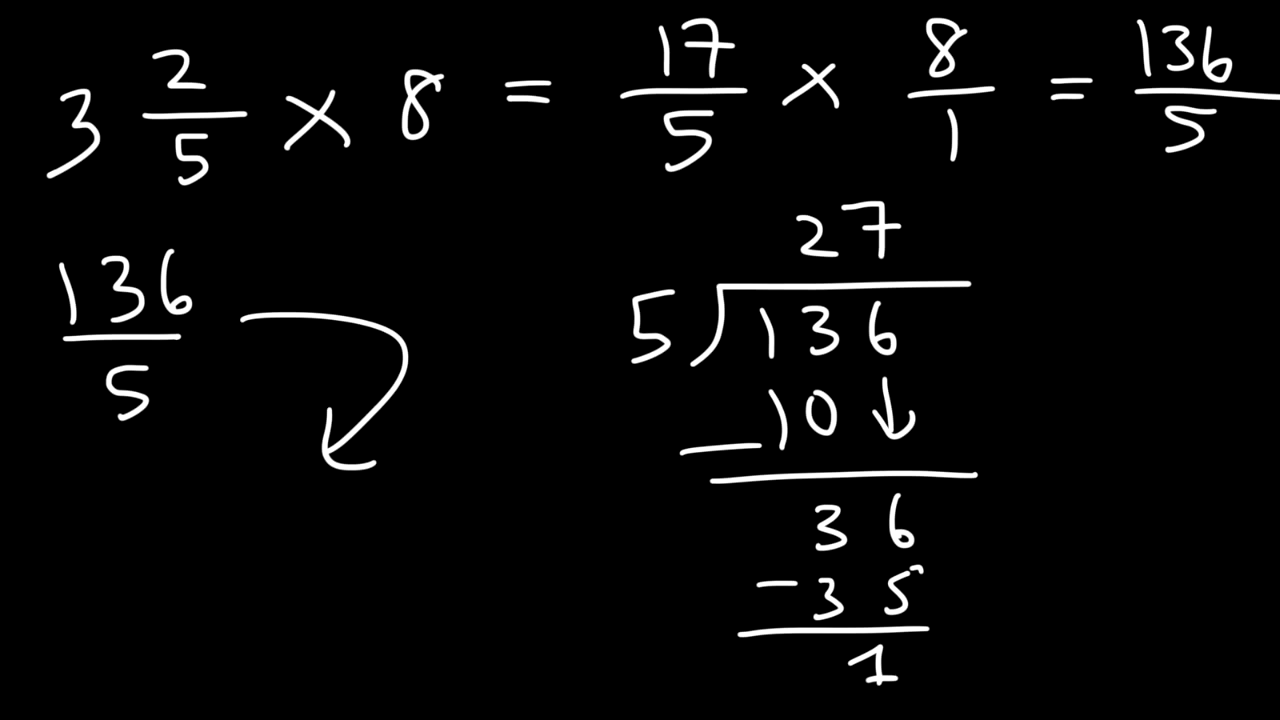 3 2/5 × 8 = 17/5 × 8/1 = 136/5
136/5
27
5 ) 136
- 10 ↓
36
- 35
1